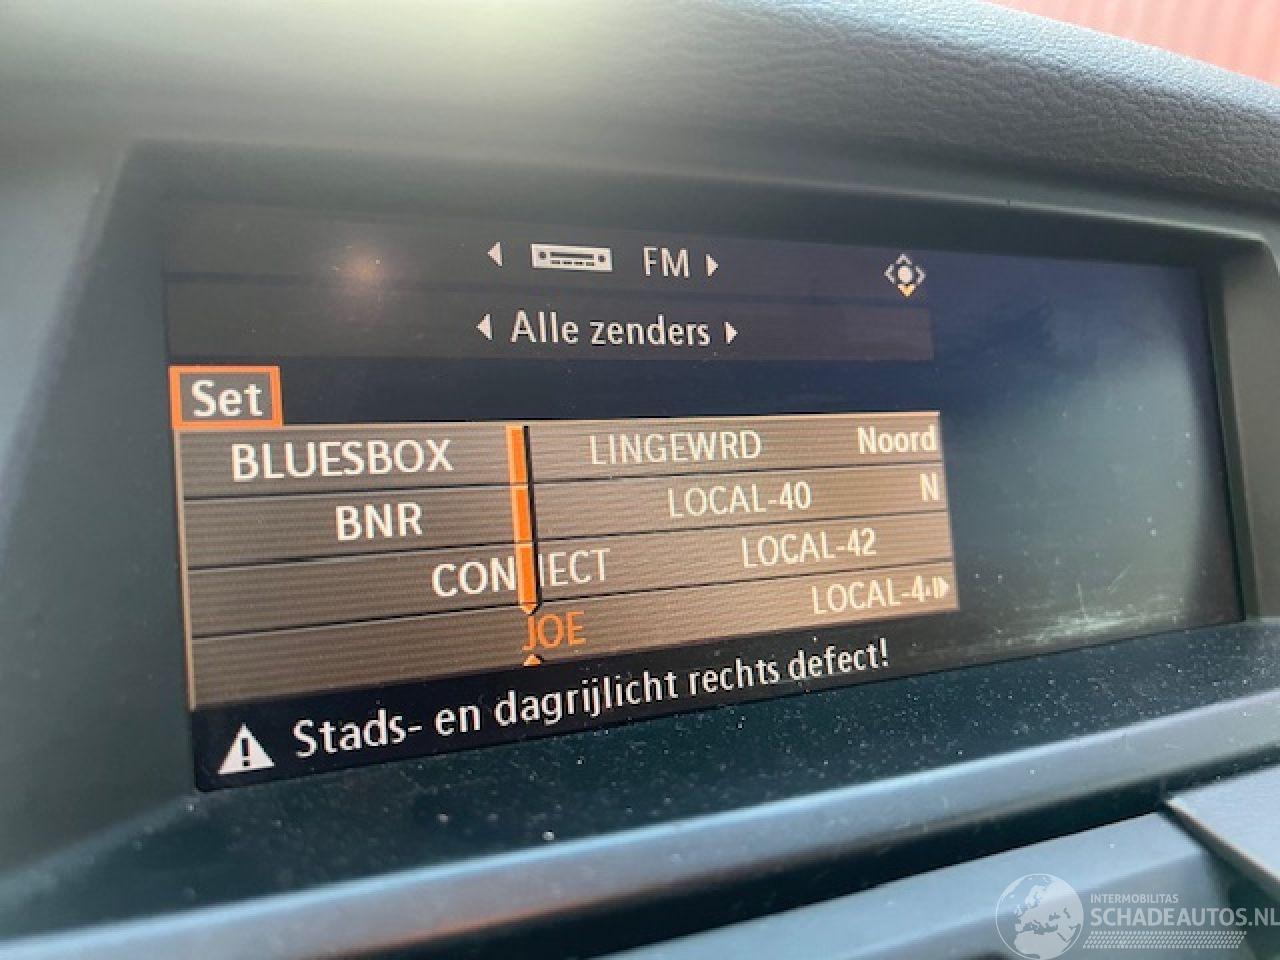 FM
Alle zenders
Set
BLUESBOX LINGEWRD Noord
BNR LOCAL-40 N
CONNECT LOCAL-42
JOE LOCAL-4
Stads- en dagrijlicht rechts defect!
INTERMOBILITAS
SCHADEAUTOS.NL